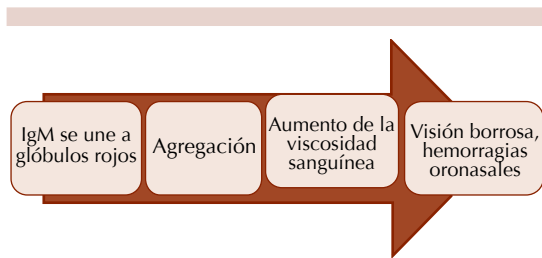 IgM se une a
glóbulos rojos
Agregación
Aumento de la
viscosidad
sanguínea
Visión borrosa,
hemorragias
oronasales